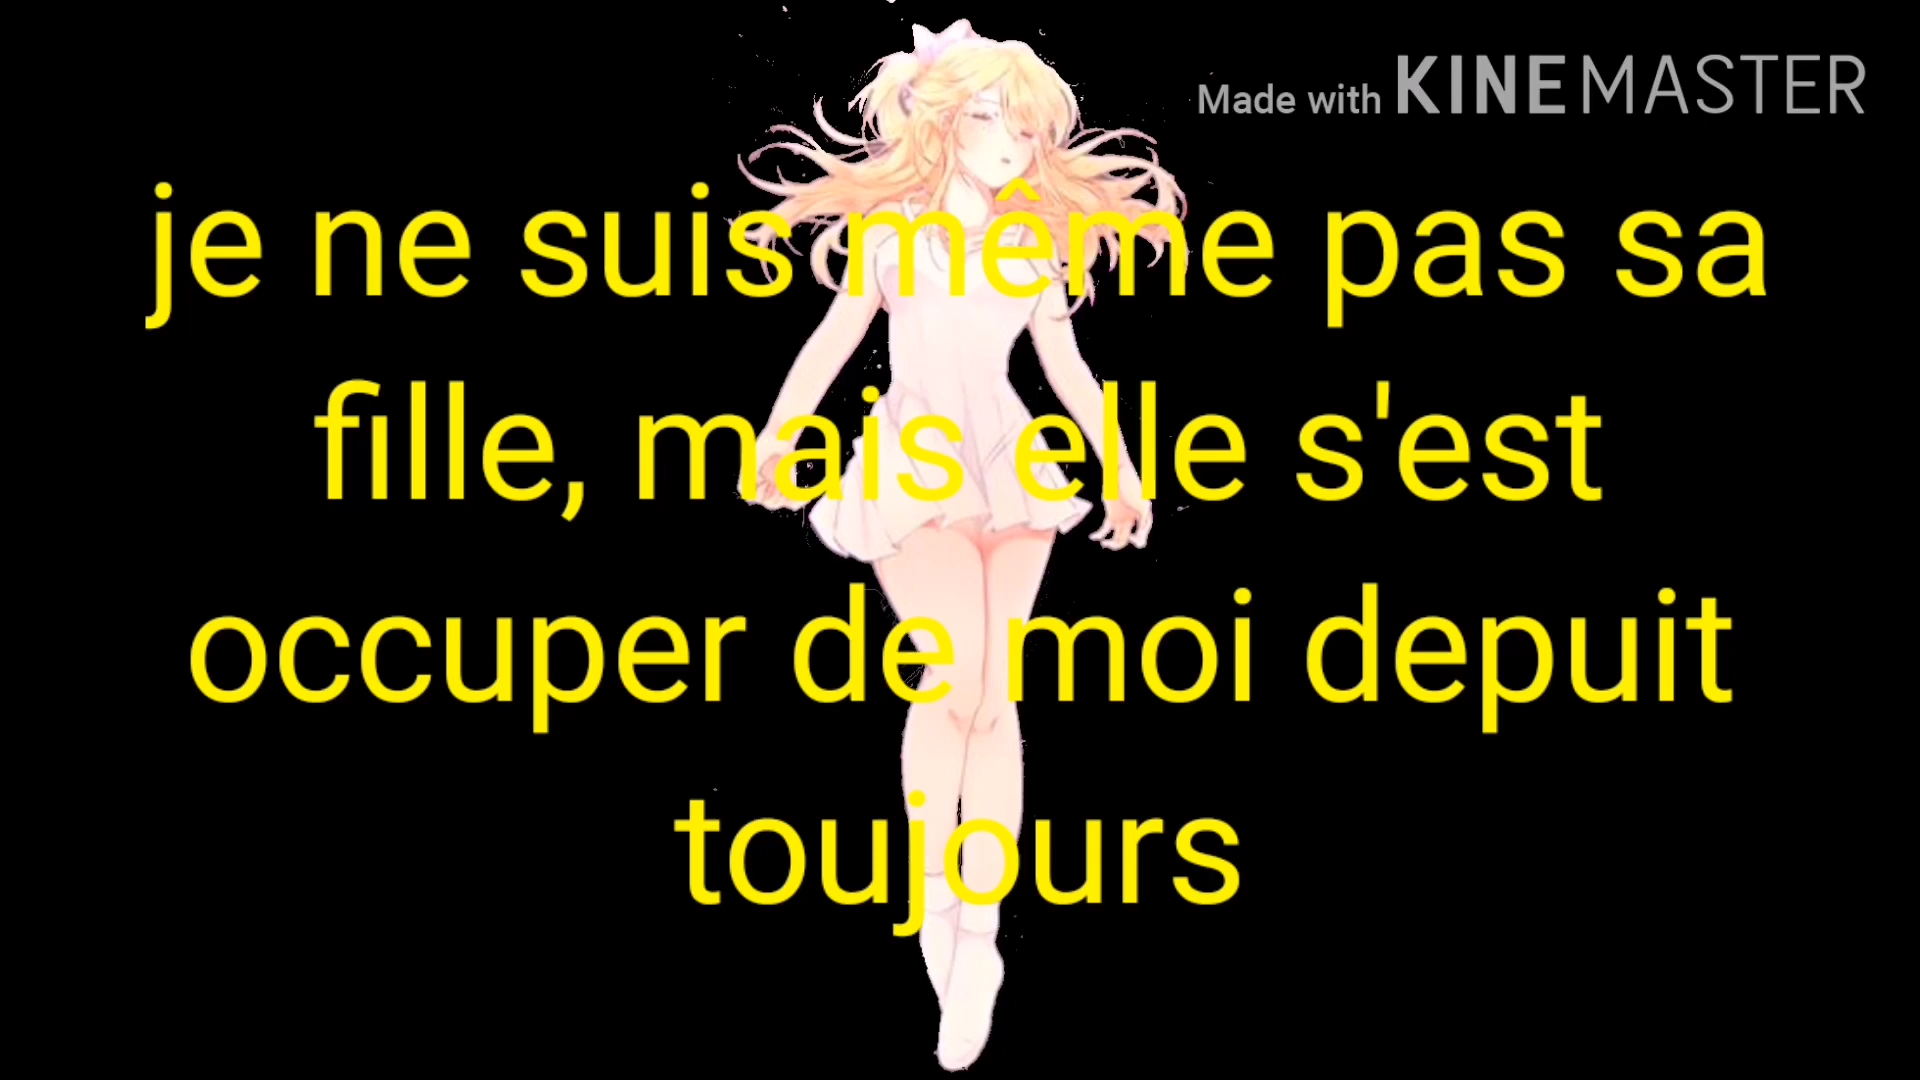 Made with KINEMASTER
je ne suis même pas sa
fille, mais elle s'est
occuper de moi depuit
toujours